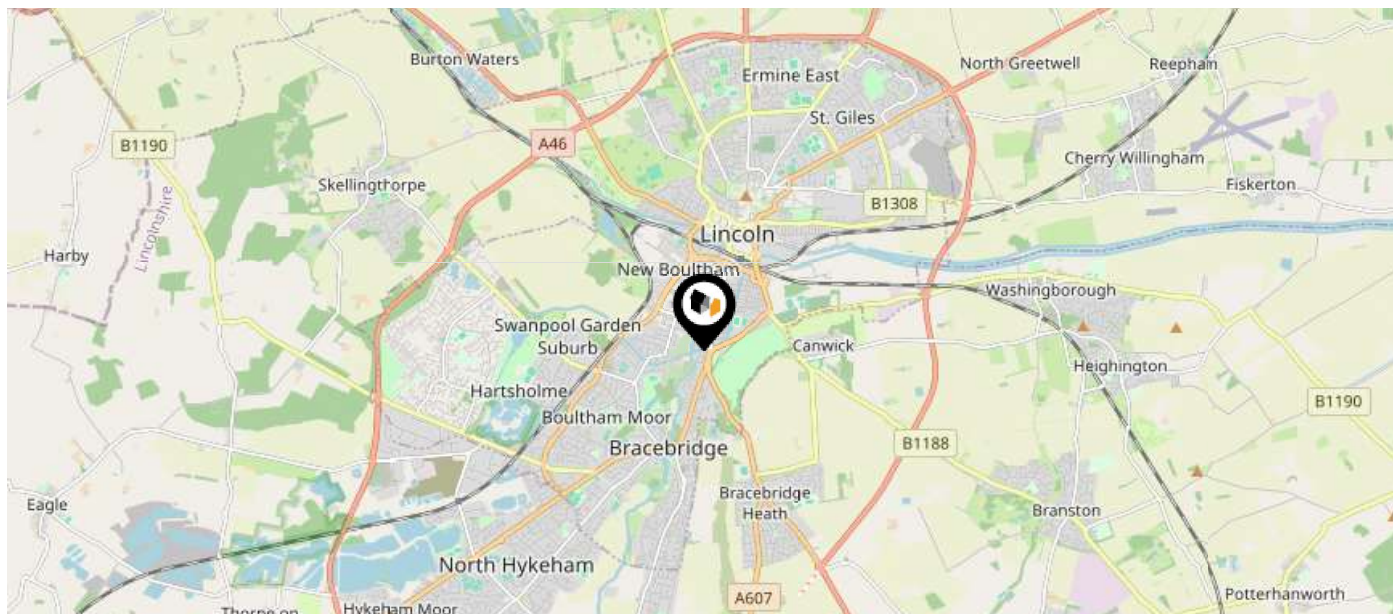 Burton Waters
Ermine East
North Greetwell
Reepham
St. Giles
B1190
A46
Cherry Willingham
Skellingthorpe
Fiskerton
B1308
Lincolnshire
Lincoln
Harby
New Boultham
Washingborough
Swanpool Garden
Suburb
Canwick
Heighington
Hartsholme
B1190
Boultham Moor
B1188
Bracebridge
Eagle
Bracebridge
Heath
Branston
North Hykeham
A607
Potterhanworth
Thorpe on
Hykeham Moor